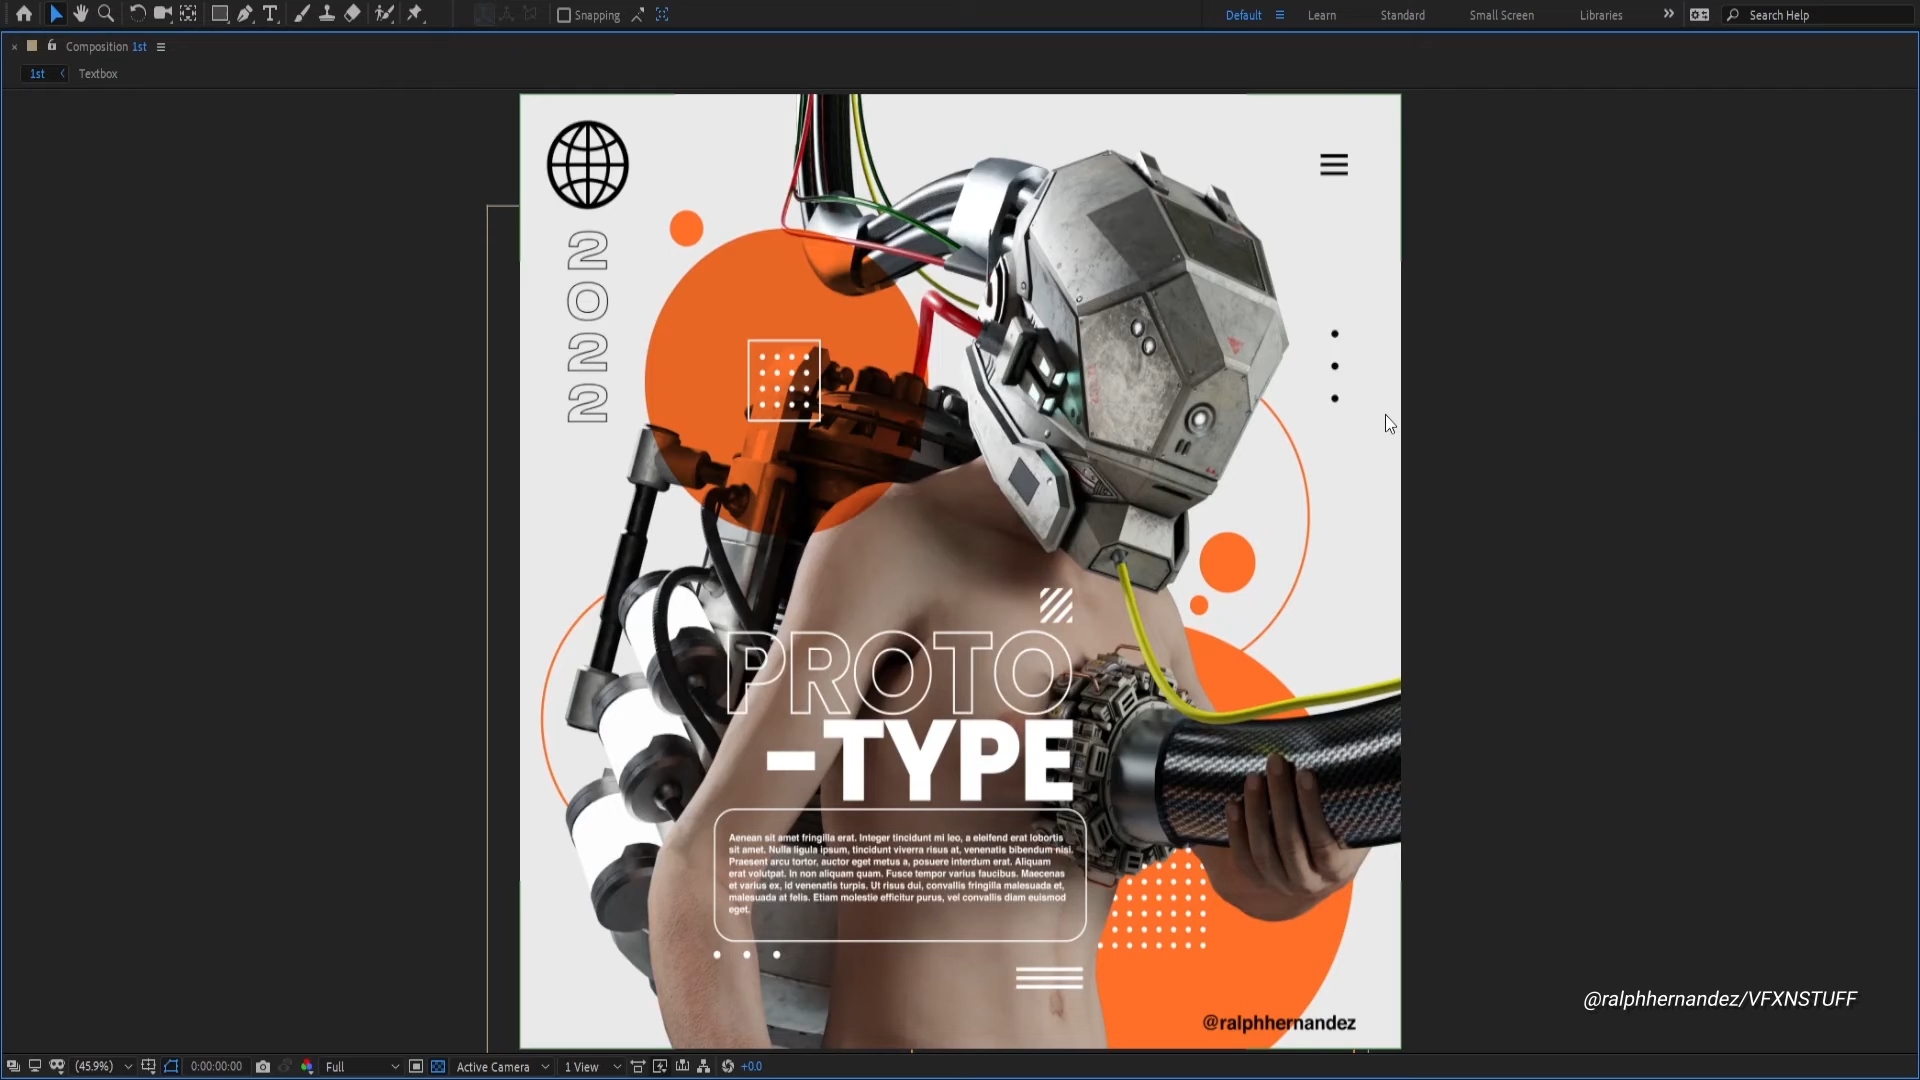 Snapping
Default
Learn
Standard
Small Screen
Libraries
Search Help
Composition 1st
1st
Textbox
2
0
2
2
PROTO
-TYPE
Aenean sit amet fringilla erat. Integer tincidunt mi leo, a eleifend erat lobortis
sit amet. Nulla ligula ipsum, tincidunt viverra risus at, venenatis bibendum nisl.
Praesent arcu tortor, auctor eget metus a, posuere interdum erat. Aliquam
erat volutpat. In non aliquam quam. Fusce tempor varius faucibus. Maecenas
et varius ex, id venenatis turpis. Ut risus dui, convallis fringilla malesuada et,
malesuada at felis. Etiam molestie efficitur purus, vel convallis diam euismod
eget.
@ralphhernandez/VFXNSTUFF
@ralphhernandez
(45.9%)
0:00:00:00
Full
Active Camera
1 View
+0.0